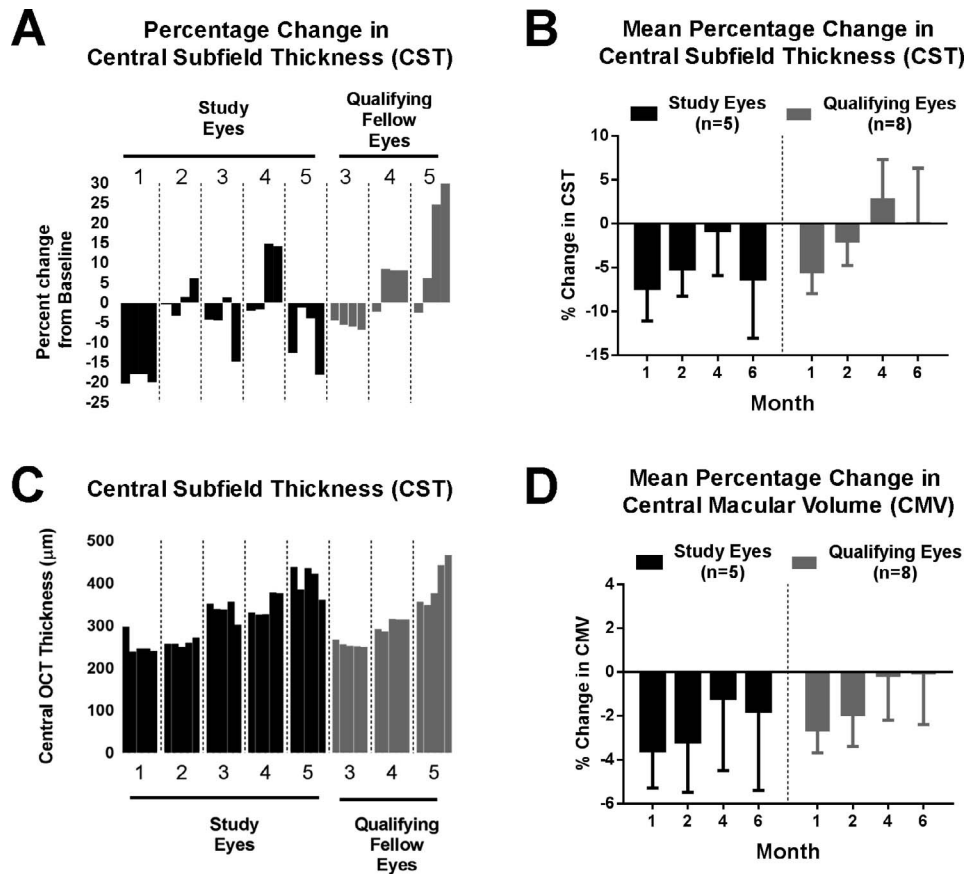 A
Percentage Change in
Central Subfield Thickness (CST)
Study
Eyes
Qualifying
Fellow
Eyes
1 2 3 4 5 3 4 5
Percent change
from Baseline
30
25
20
15
10
5
0
-5
-10
-15
-20
-25
B
Mean Percentage Change in
Central Subfield Thickness (CST)
Study Eyes
(n=5)
Qualifying Eyes
(n=8)
% Change in CST
10
5
0
-5
-10
-15
1 2 4 6 1 2 4 6
Month
C
Central Subfield Thickness (CST)
Central OCT Thickness (μm)
500
400
300
200
100
0
1 2 3 4 5 3 4 5
Study
Eyes
Qualifying
Fellow
Eyes
D
Mean Percentage Change in
Central Macular Volume (CMV)
Study Eyes
(n=5)
Qualifying Eyes
(n=8)
% Change in CMV
4
2
0
-2
-4
-6
1 2 4 6 1 2 4 6
Month